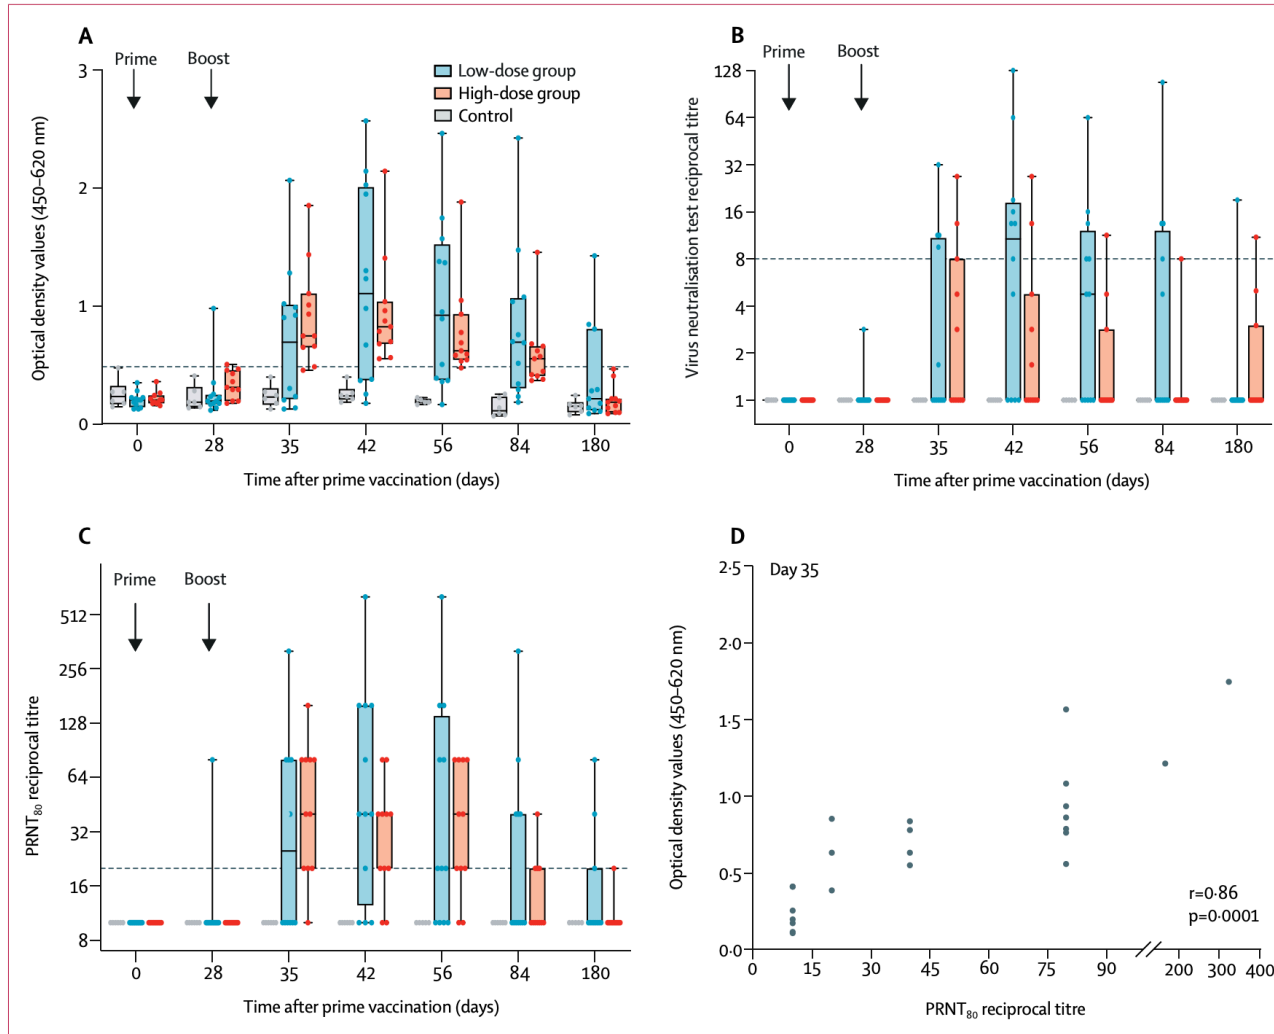 A
Prime
Boost
Low-dose group
High-dose group
Control
Optical density values (450–620 nm)
3
2
1
0
0
28
35
42
56
84
180
Time after prime vaccination (days)
B
Prime
Boost
Virus neutralisation test reciprocal titre
128
64
32
16
8
4
2
1
0
28
35
42
56
84
180
Time after prime vaccination (days)
C
Prime
Boost
PRNT₈₀ reciprocal titre
512
256
128
64
32
16
8
0
28
35
42
56
84
180
Time after prime vaccination (days)
D
Day 35
Optical density values (450–620 nm)
2·5
2·0
1·5
1·0
0·5
0·0
r=0·86
p=0·0001
0
15
30
45
60
75
90
200
300
400
PRNT₈₀ reciprocal titre